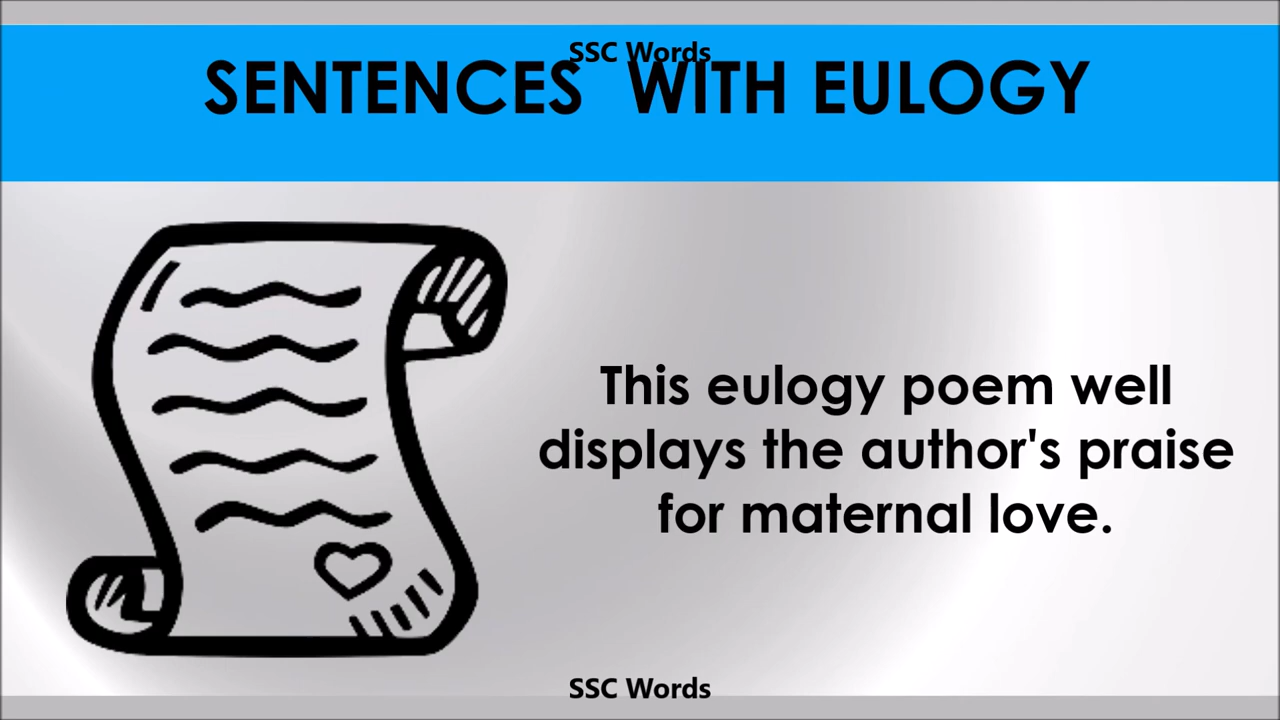 SSC Words
SENTENCES WITH EULOGY
This eulogy poem well
displays the author's praise
for maternal love.
SSC Words